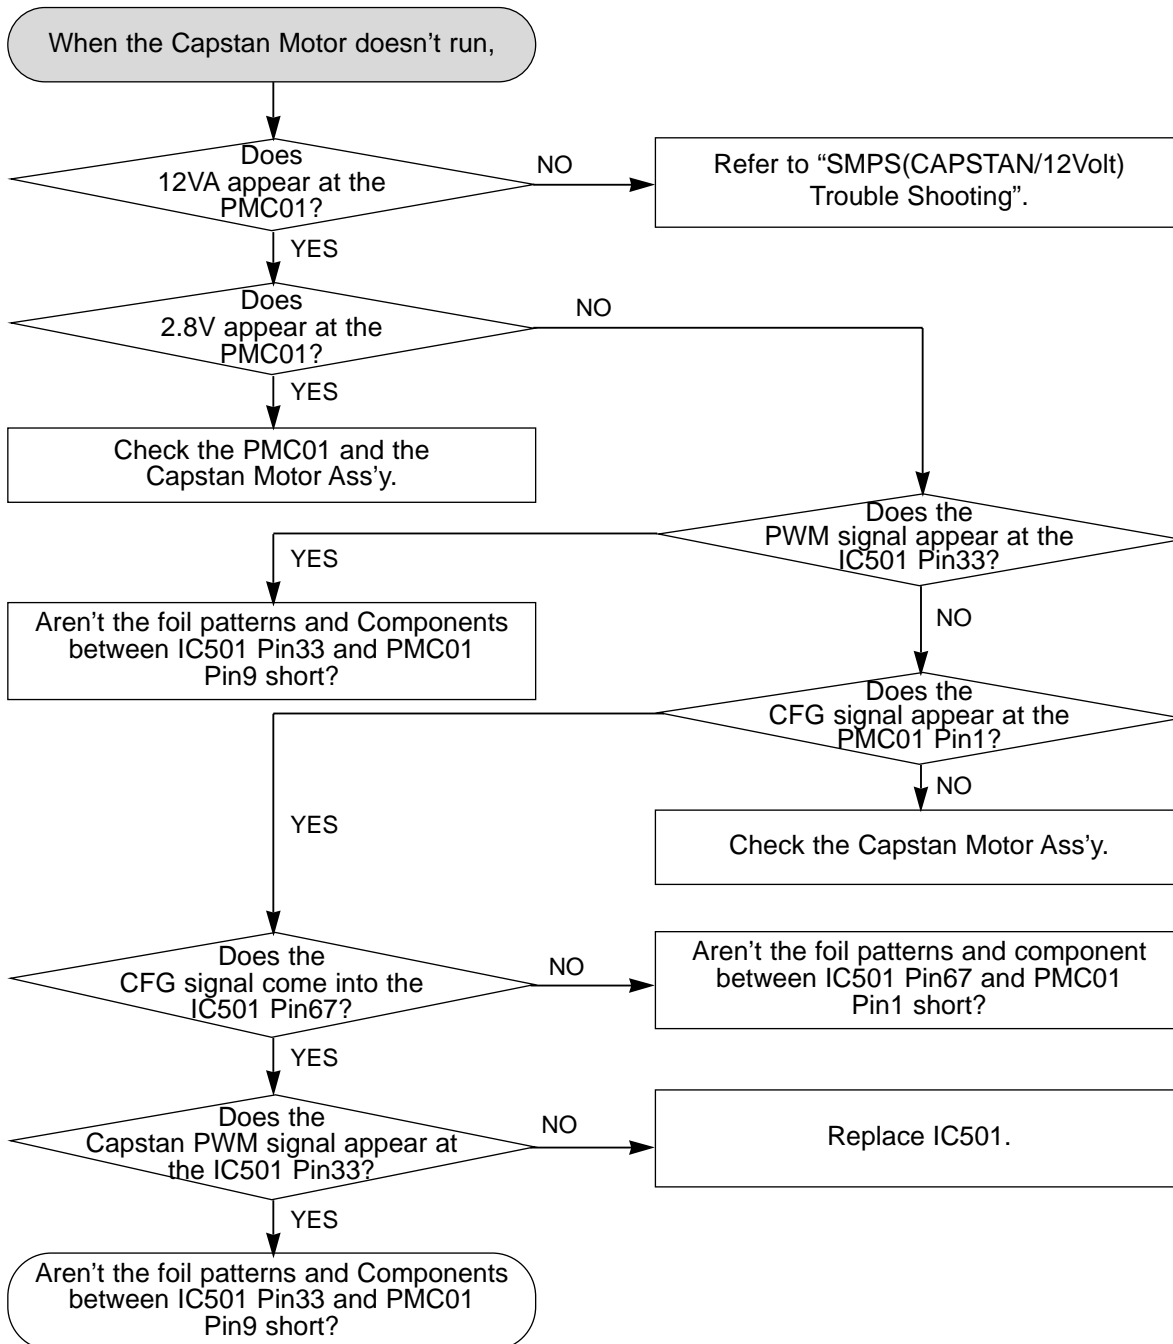 When the Capstan Motor doesn’t run,
Does
12VA appear at the
PMC01?
NO
Refer to “SMPS(CAPSTAN/12Volt)
Trouble Shooting”.
YES
Does
2.8V appear at the
PMC01?
NO
YES
Check the PMC01 and the
Capstan Motor Ass’y.
Does the
PWM signal appear at the
IC501 Pin33?
YES
Aren’t the foil patterns and Components
between IC501 Pin33 and PMC01
Pin9 short?
NO
Does the
CFG signal appear at the
PMC01 Pin1?
NO
Check the Capstan Motor Ass’y.
YES
Does the
CFG signal come into the
IC501 Pin67?
NO
Aren’t the foil patterns and component
between IC501 Pin67 and PMC01
Pin1 short?
YES
Does the
Capstan PWM signal appear at
the IC501 Pin33?
NO
Replace IC501.
YES
Aren’t the foil patterns and Components
between IC501 Pin33 and PMC01
Pin9 short?